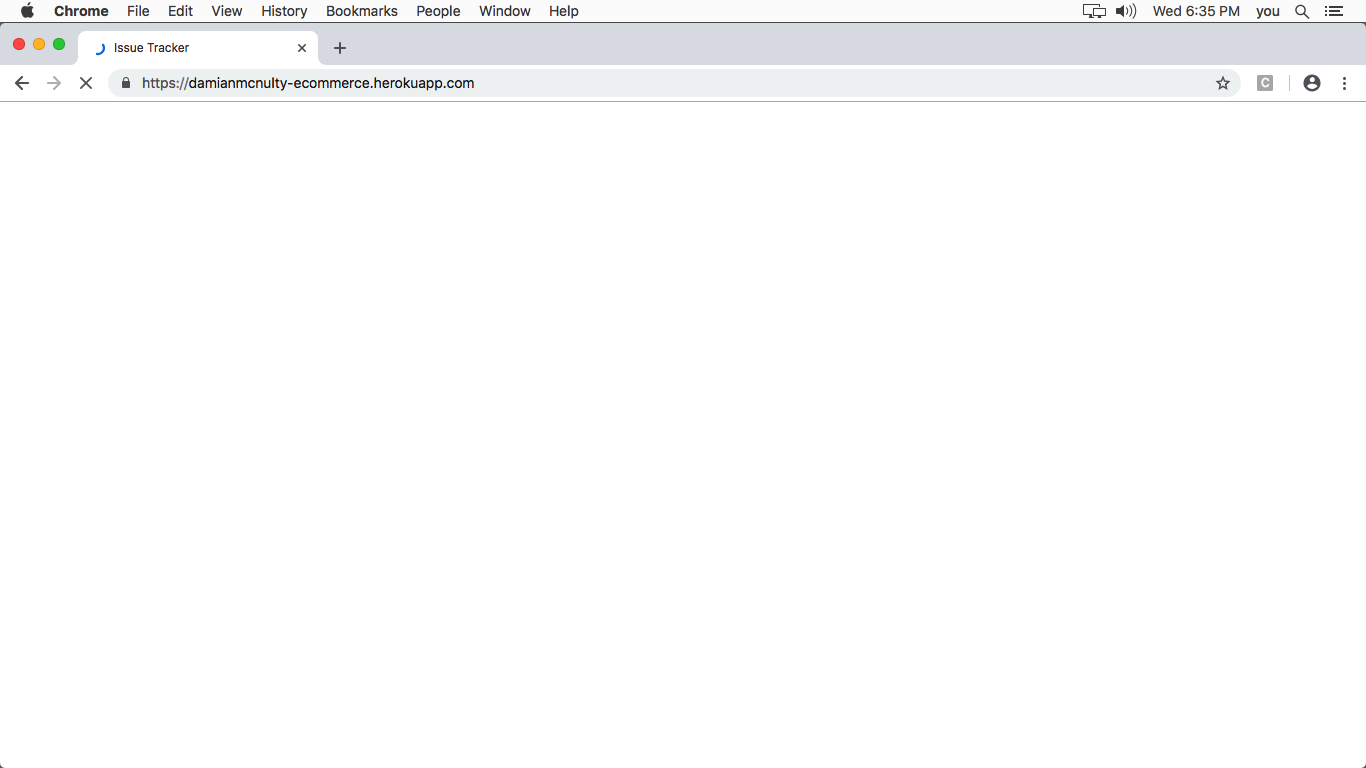 Chrome File Edit View History Bookmarks People Window Help Wed 6:35 PM you
Issue Tracker
https://damianmcnulty-ecommerce.herokuapp.com C